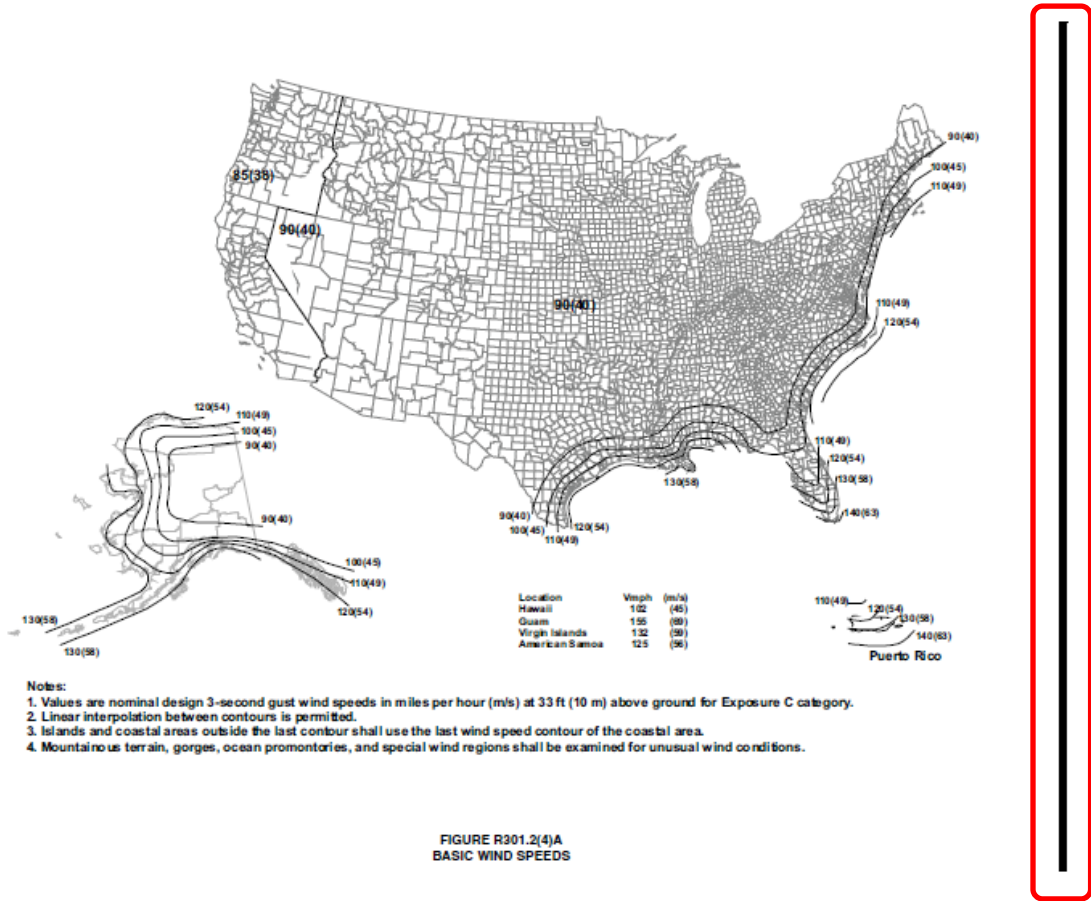 90(40)
100(45)
110(49)
85(38)
90(40)
90(40)
110(49)
120(54)
120(54)
110(49)
100(45)
90(40)
110(49)
120(54)
130(58)
130(58)
140(63)
90(40)
90(40)
100(45)
120(54)
110(49)
100(45)
110(49)
120(54)
130(58)
130(58)
Location Vmph (m/s)
Hawaii 102 (45)
Guam 155 (69)
Virgin Islands 132 (59)
American Samoa 125 (56)
110(49)
120(54)
130(58)
140(63)
Puerto Rico
Notes:
1. Values are nominal design 3-second gust wind speeds in miles per hour (m/s) at 33 ft (10 m) above ground for Exposure C category.
2. Linear interpolation between contours is permitted.
3. Islands and coastal areas outside the last contour shall use the last wind speed contour of the coastal area.
4. Mountainous terrain, gorges, ocean promontories, and special wind regions shall be examined for unusual wind conditions.
FIGURE R301.2(4)A
BASIC WIND SPEEDS